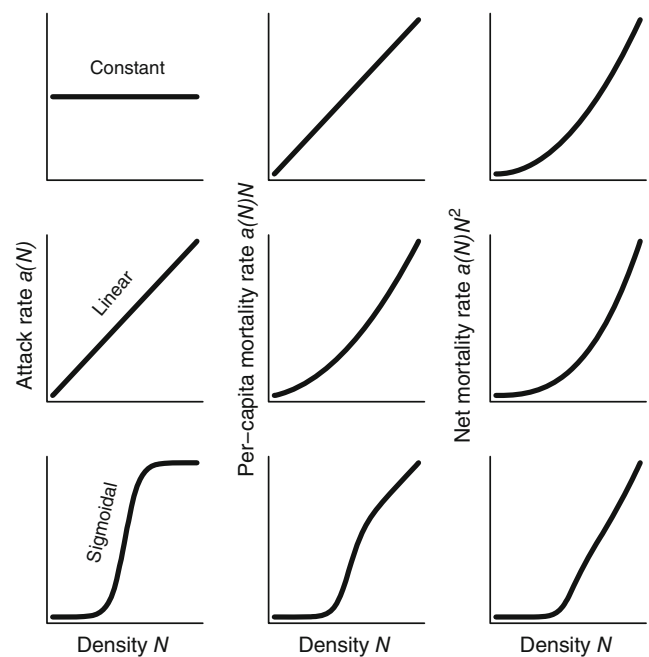 Constant
Attack rate a(N)
Linear
Per−capita mortality rate a(N)N
Net mortality rate a(N)N²
Sigmoidal
Density N
Density N
Density N